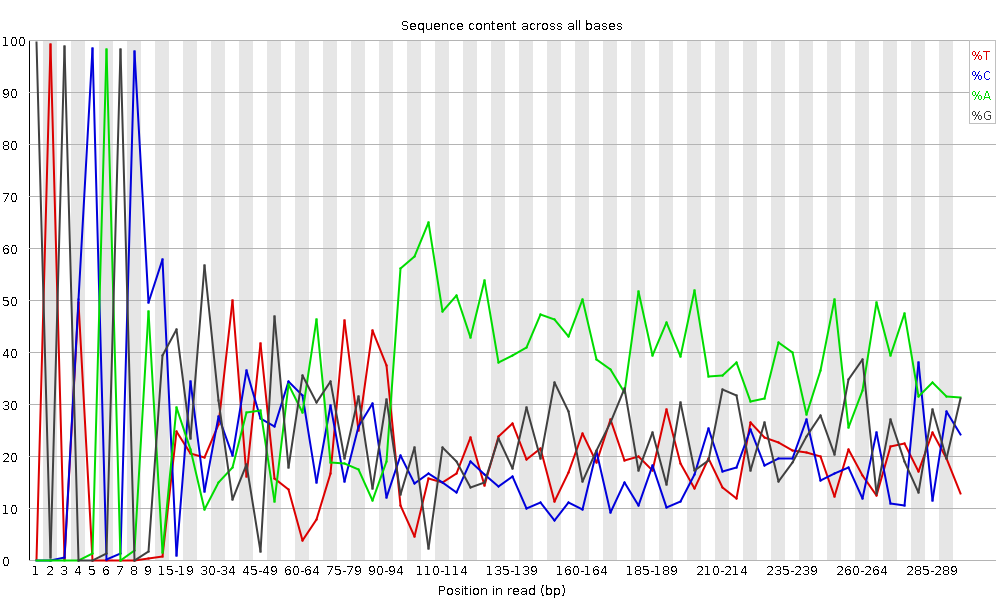 Sequence content across all bases
100
90
80
70
60
50
40
30
20
10
0
%T
%C
%A
%G
1 2 3 4 5 6 7 8 9 15-19 30-34 45-49 60-64 75-79 90-94 110-114 135-139 160-164 185-189 210-214 235-239 260-264 285-289
Position in read (bp)